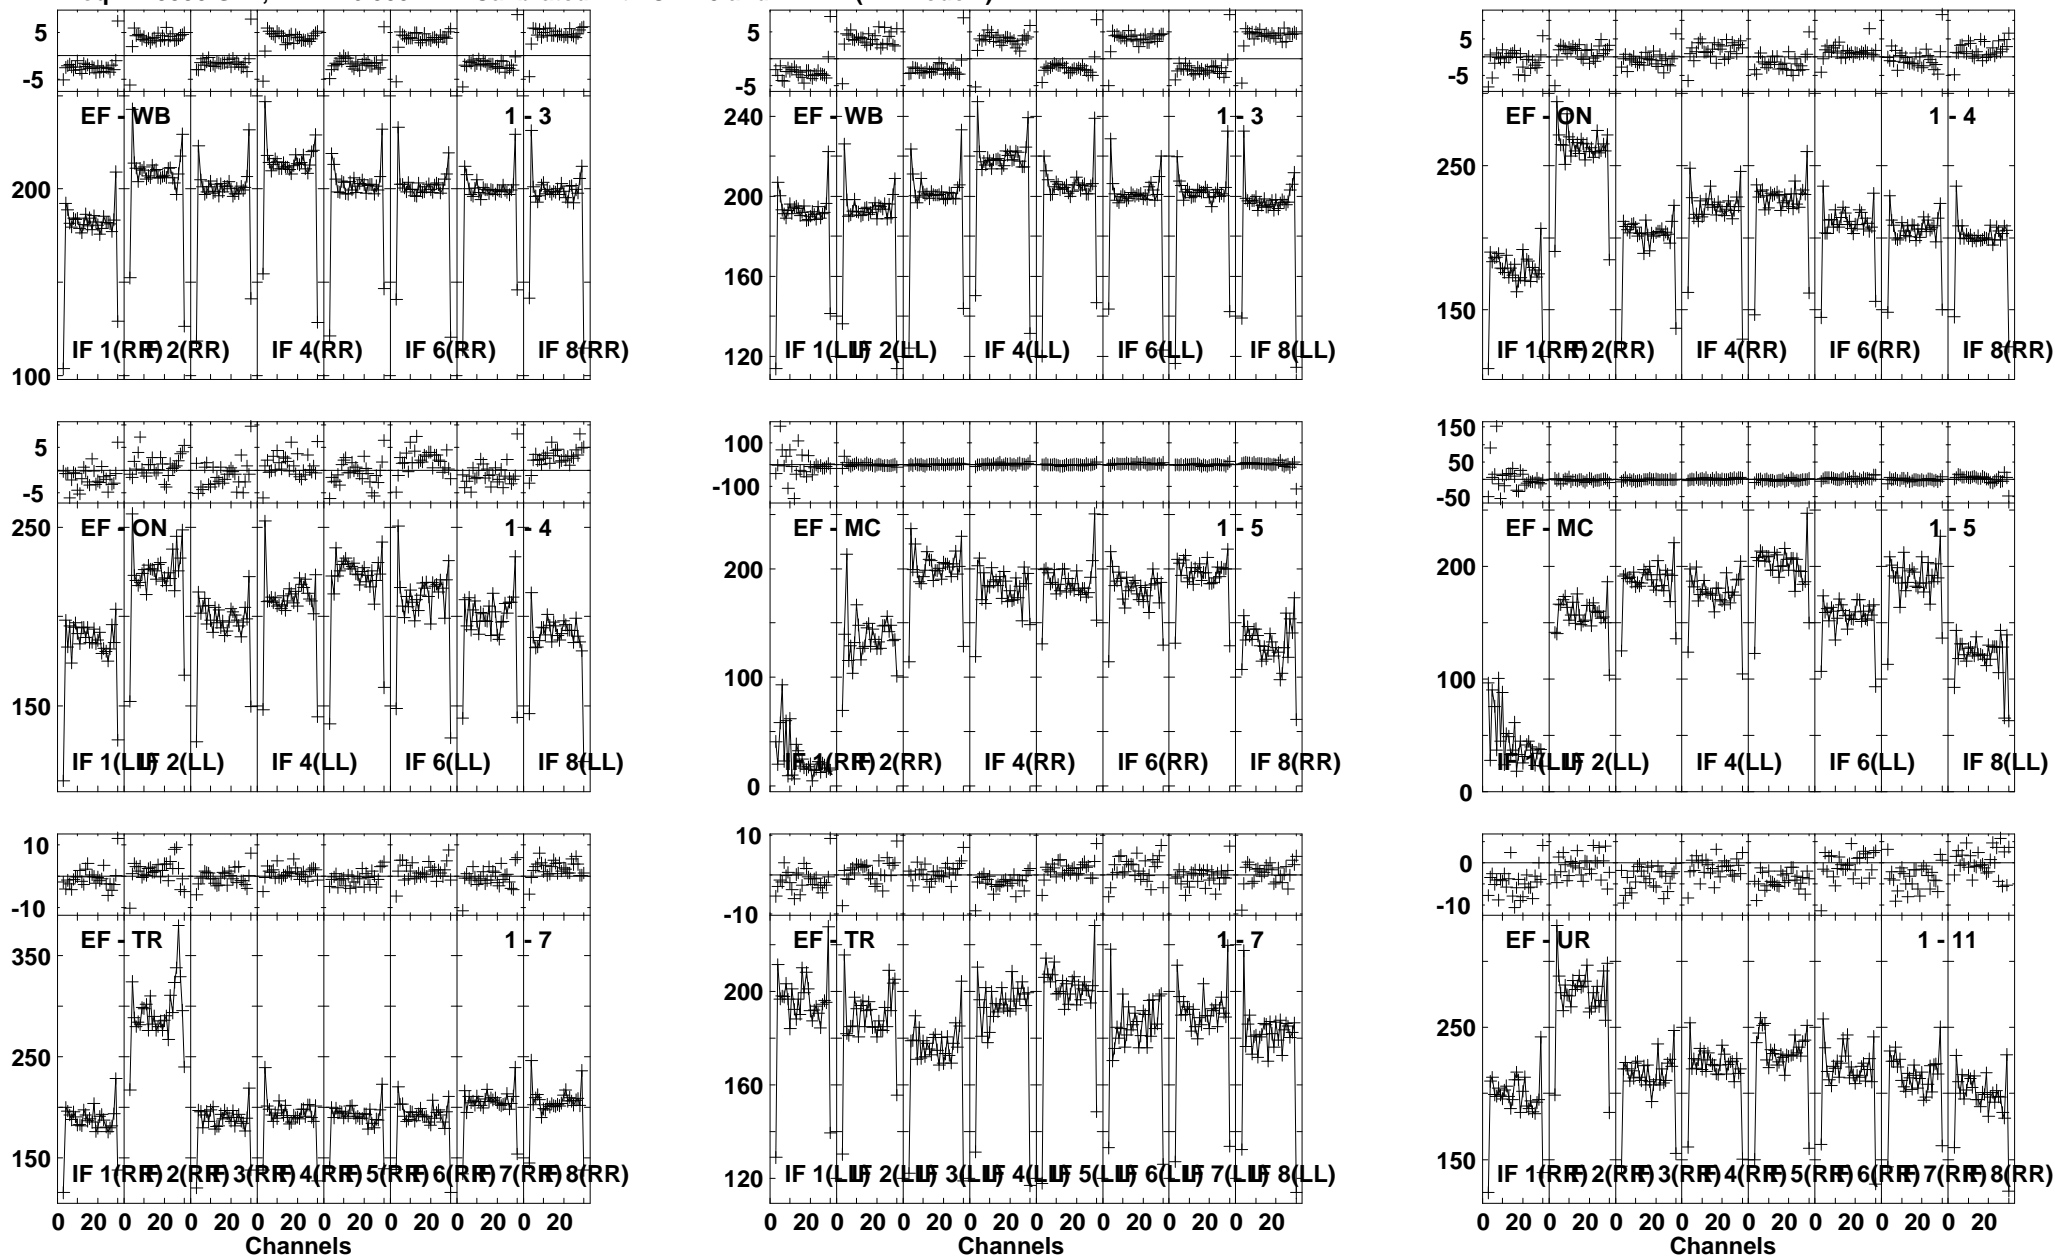 5
-5
EF - WB
1 - 3
200
100
IF 1(RR)
IF 2(RR)
IF 4(RR)
IF 6(RR)
IF 8(RR)
5
-5
240
EF - WB
1 - 3
200
160
120
IF 1(LL)
IF 2(LL)
IF 4(LL)
IF 6(LL)
IF 8(LL)
5
-5
EF - ON
1 - 4
250
150
IF 1(RR)
IF 2(RR)
IF 4(RR)
IF 6(RR)
IF 8(RR)
5
-5
250
EF - ON
1 - 4
150
IF 1(LL)
IF 2(LL)
IF 4(LL)
IF 6(LL)
IF 8(LL)
100
-100
EF - MC
1 - 5
200
100
0
IF 1(RR)
IF 2(RR)
IF 4(RR)
IF 6(RR)
IF 8(RR)
150
50
-50
EF - MC
1 - 5
200
100
0
IF 1(LL)
IF 2(LL)
IF 4(LL)
IF 6(LL)
IF 8(LL)
10
-10
EF - TR
1 - 7
350
250
150
IF 1(RR)
IF 2(RR)
IF 3(RR)
IF 4(RR)
IF 5(RR)
IF 6(RR)
IF 7(RR)
IF 8(RR)
0 20 0 20 0 20 0 20 0 20 0 20 0 20 0 20
Channels
10
-10
EF - TR
1 - 7
200
160
120
IF 1(LL)
IF 2(LL)
IF 3(LL)
IF 4(LL)
IF 5(LL)
IF 6(LL)
IF 7(LL)
IF 8(LL)
0 20 0 20 0 20 0 20 0 20 0 20 0 20 0 20
Channels
0
-10
EF - UR
1 - 11
250
150
IF 1(RR)
IF 2(RR)
IF 3(RR)
IF 4(RR)
IF 5(RR)
IF 6(RR)
IF 7(RR)
IF 8(RR)
0 20 0 20 0 20 0 20 0 20 0 20 0 20 0 20
Channels